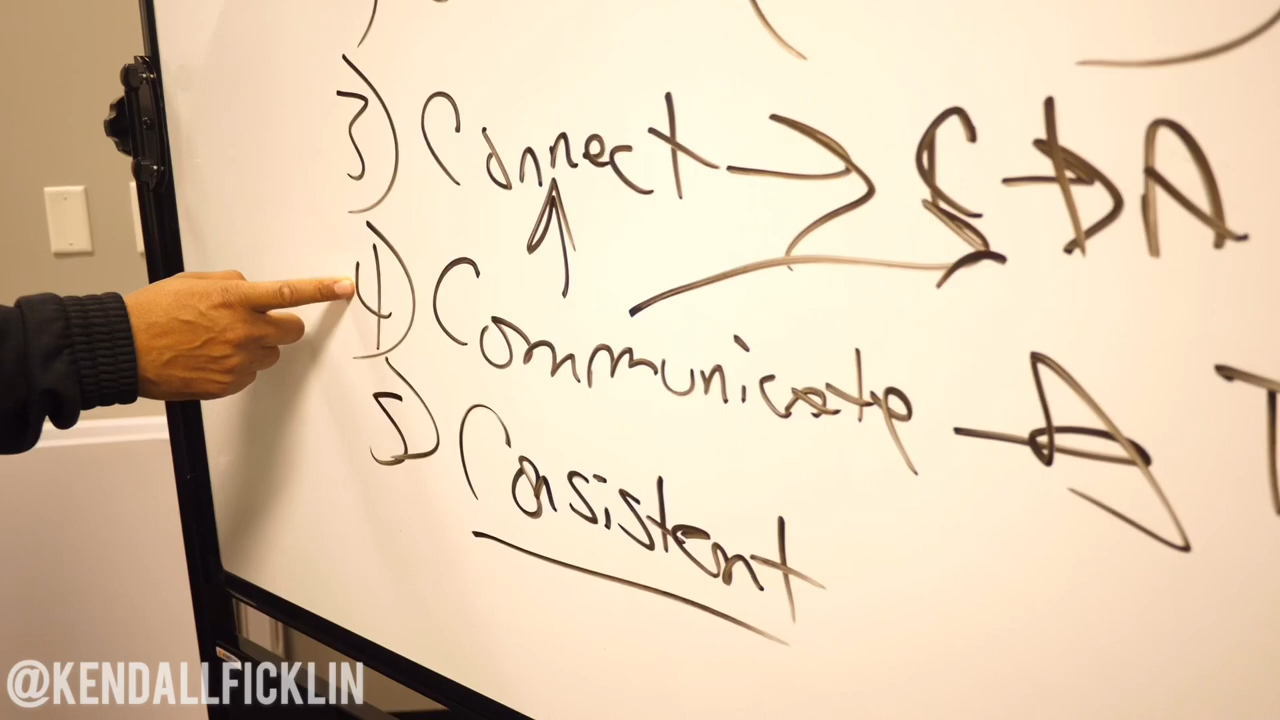 3) Connect → C → A
4) Communicate →
5) Consistent
@KENDALLFICKLIN